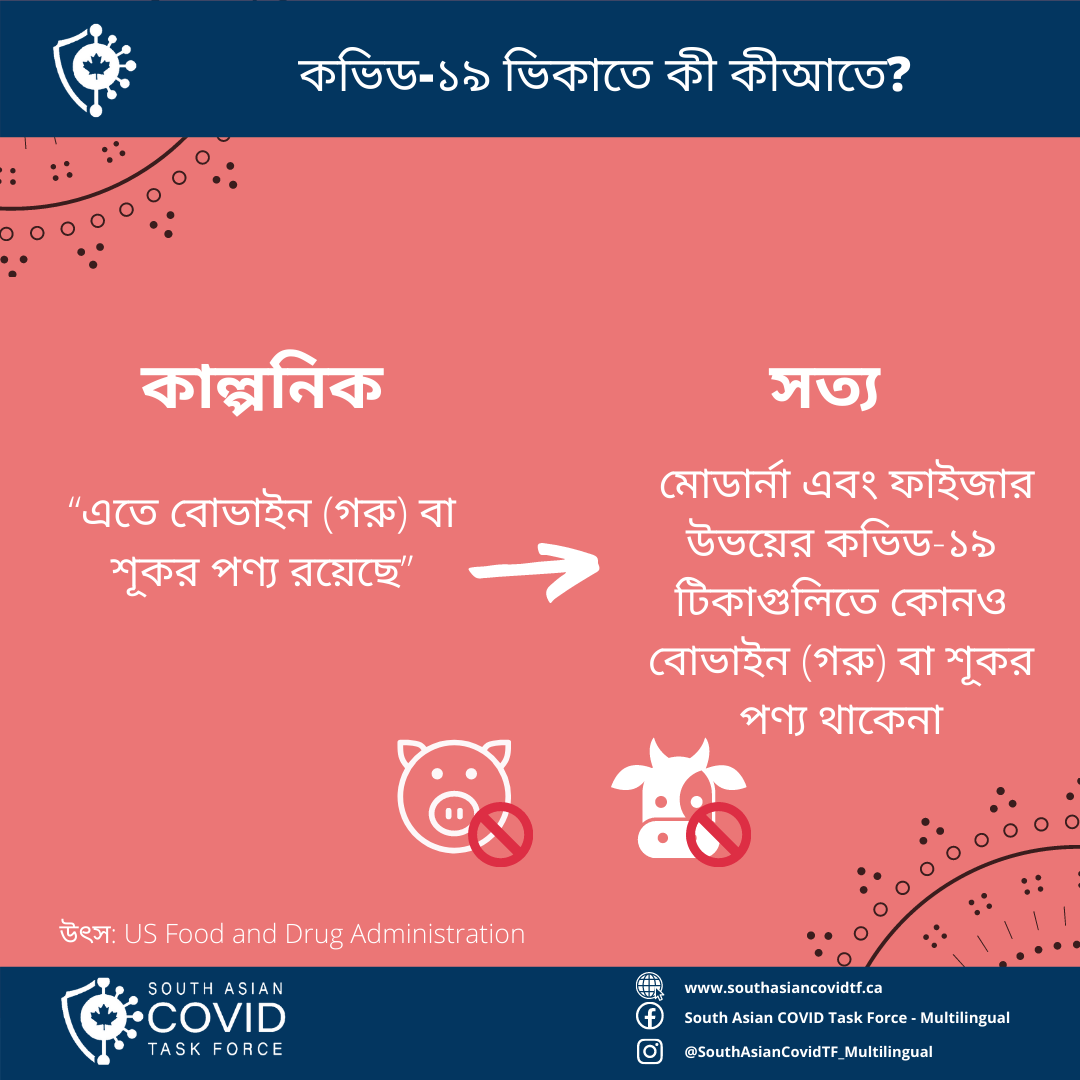 কভিড-১৯ ভিকাতে কী কীআতে?
কাল্পনিক
“এতে বোভাইন (গরু) বা
শূকর পণ্য রয়েছে”
সত্য
মোডার্না এবং ফাইজার
উভয়ের কভিড-১৯
টিকাগুলিতে কোনও
বোভাইন (গরু) বা শূকর
পণ্য থাকেনা
উৎস: US Food and Drug Administration
SOUTH ASIAN
COVID
TASK FORCE
www.southasiancovidtf.ca
South Asian COVID Task Force - Multilingual
@SouthAsianCovidTF_Multilingual